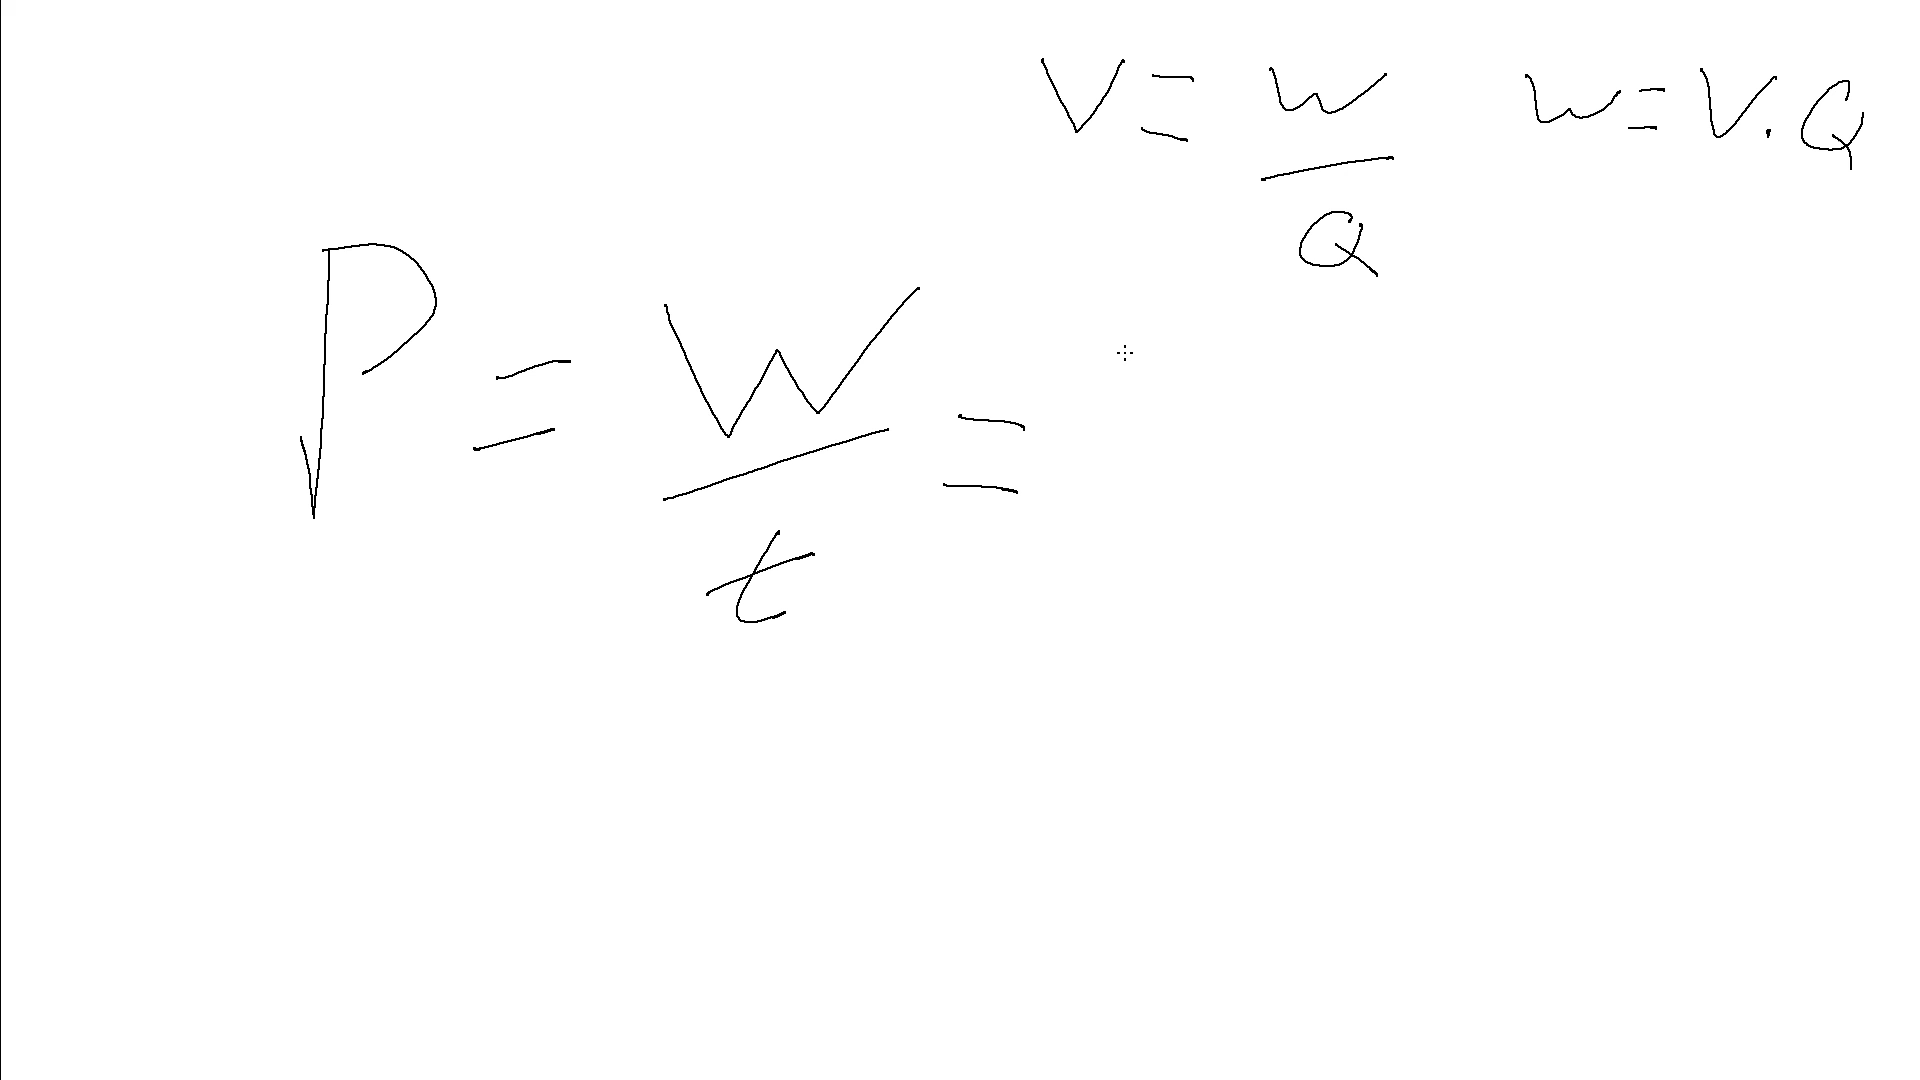 V = W/Q W = V.Q
P = W/t =